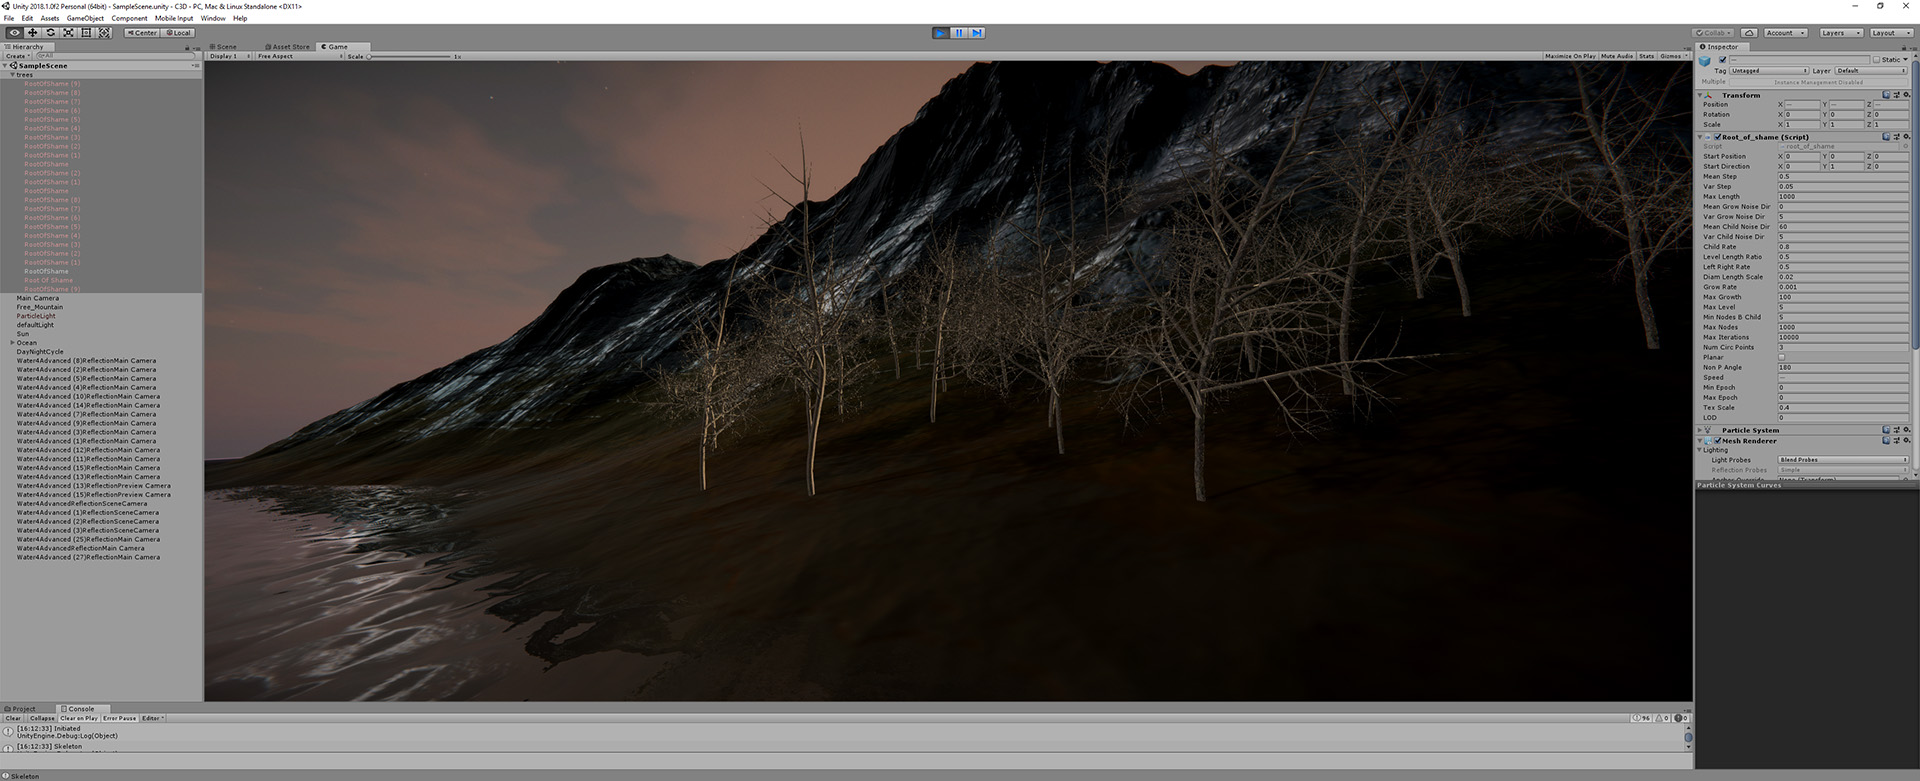 Unity 2018.1.0f2 Personal (64bit) - SampleScene.unity - C3D - PC, Mac & Linux Standalone <DX11>
File Edit Assets GameObject Component Mobile Input Window Help
Center Local
Collab Account Layers Layout
Hierarchy
Create All
SampleScene
trees
RootOfShame (9)
RootOfShame (8)
RootOfShame (7)
RootOfShame (6)
RootOfShame (5)
RootOfShame (4)
RootOfShame (3)
RootOfShame (2)
RootOfShame (1)
RootOfShame
RootOfShame (2)
RootOfShame (1)
RootOfShame
RootOfShame (8)
RootOfShame (7)
RootOfShame (6)
RootOfShame (5)
RootOfShame (4)
RootOfShame (3)
RootOfShame (2)
RootOfShame (1)
RootOfShame
Root Of Shame
RootOfShame (9)
Main Camera
Free_Mountain
ParticleLight
defaultLight
Sun
Ocean
DayNightCycle
Water4Advanced (8)ReflectionMain Camera
Water4Advanced (2)ReflectionMain Camera
Water4Advanced (5)ReflectionMain Camera
Water4Advanced (4)ReflectionMain Camera
Water4Advanced (10)ReflectionMain Camera
Water4Advanced (14)ReflectionMain Camera
Water4Advanced (7)ReflectionMain Camera
Water4Advanced (9)ReflectionMain Camera
Water4Advanced (3)ReflectionMain Camera
Water4Advanced (1)ReflectionMain Camera
Water4Advanced (12)ReflectionMain Camera
Water4Advanced (11)ReflectionMain Camera
Water4Advanced (15)ReflectionMain Camera
Water4Advanced (13)ReflectionMain Camera
Water4Advanced (13)ReflectionPreview Camera
Water4Advanced (15)ReflectionPreview Camera
Water4AdvancedReflectionSceneCamera
Water4Advanced (1)ReflectionSceneCamera
Water4Advanced (2)ReflectionSceneCamera
Water4Advanced (3)ReflectionSceneCamera
Water4Advanced (25)ReflectionMain Camera
Water4AdvancedReflectionMain Camera
Water4Advanced (27)ReflectionMain Camera
Scene Asset Store Game
Display 1 Free Aspect Scale 1x Maximize On Play Mute Audio Stats Gizmos
Inspector
Static
Tag Untagged Layer Default
Multiple Instance Management Disabled
Transform
Position X — Y — Z —
Rotation X 0 Y 0 Z 0
Scale X 1 Y 1 Z 1
Root_of_shame (Script)
Script root_of_shame
Start Position X 0 Y 0 Z 0
Start Direction X 0 Y 1 Z 0
Mean Step 0.5
Var Step 0.05
Max Length 1000
Mean Grow Noise Dir 0
Var Grow Noise Dir 5
Mean Child Noise Dir 60
Var Child Noise Dir 5
Child Rate 0.8
Level Length Ratio 0.5
Left Right Rate 0.5
Diam Length Scale 0.02
Grow Rate 0.001
Max Growth 100
Max Level 5
Min Nodes B Child 5
Max Nodes 1000
Max Iterations 10000
Num Circ Points 3
Planar
Non P Angle 180
Speed —
Min Epoch 0
Max Epoch 0
Tex Scale 0.4
LOD 0
Particle System
Mesh Renderer
Lighting
Light Probes Blend Probes
Reflection Probes Simple
Anchor Override None (Transform)
Particle System Curves
Project Console
Clear Collapse Clear on Play Error Pause Editor 96 0 0
[16:12:33] Initiated
UnityEngine.Debug:Log(Object)
[16:12:33] Skeleton
Skeleton